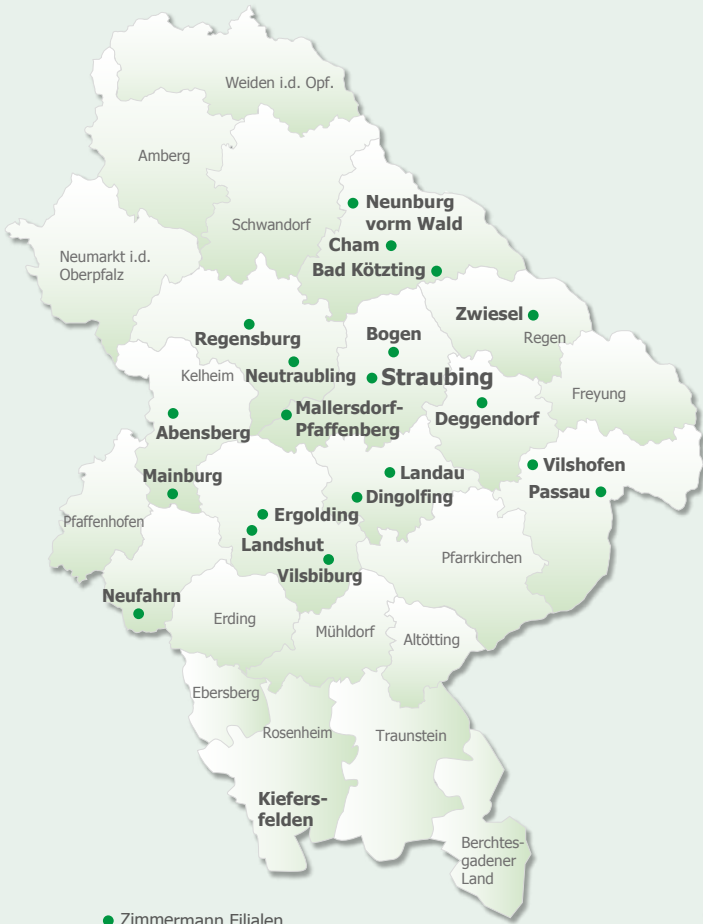 Weiden i.d. Opf.
Amberg
Schwandorf
Neunburg
vorm Wald
Cham
Neumarkt i.d.
Oberpfalz
Bad Kötzting
Zwiesel
Regen
Regensburg
Bogen
Kelheim
Neutraubling
Straubing
Freyung
Mallersdorf-
Pfaffenberg
Deggendorf
Abensberg
Mainburg
Landau
Vilshofen
Dingolfing
Passau
Pfaffenhofen
Ergolding
Landshut
Vilsbiburg
Pfarrkirchen
Neufahrn
Erding
Mühldorf
Altötting
Ebersberg
Rosenheim
Traunstein
Kiefers-
felden
Berchtes-
gadener
Land
Zimmermann Filialen